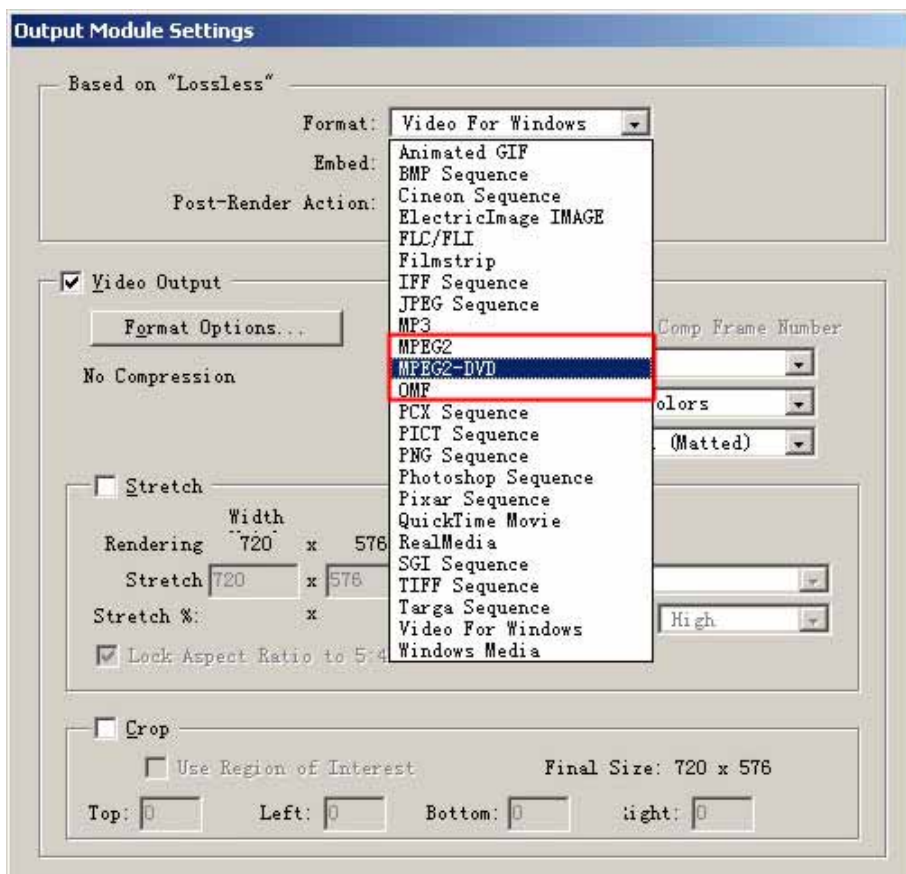 Output Module Settings
Based on "Lossless"
Format: Video For Windows
Embed:
Post-Render Action:
Animated GIF
BMP Sequence
Cineon Sequence
ElectricImage IMAGE
FLC/FLI
Filmstrip
IFF Sequence
JPEG Sequence
MP3
MPEG2
MPEG2-DVD
OMF
PCX Sequence
PICT Sequence
PNG Sequence
Photoshop Sequence
Pixar Sequence
QuickTime Movie
RealMedia
SGI Sequence
TIFF Sequence
Targa Sequence
Video For Windows
Windows Media
Video Output
Format Options...
Comp Frame Number
No Compression
olors
(Matted)
Stretch
Width
Rendering 720 x 576
Stretch 720 x 576
Stretch %: x
High
Lock Aspect Ratio to 5:4
Crop
Use Region of Interest
Final Size: 720 x 576
Top: 0 Left: 0 Bottom: 0 ight: 0